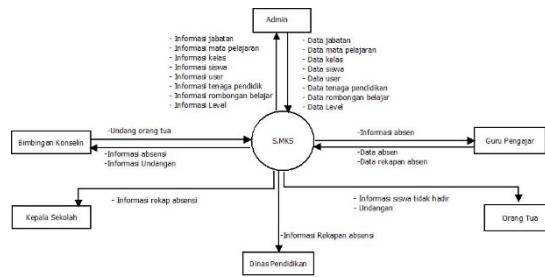 Admin
- Informasi jabatan
- Informasi mata pelajaran
- Informasi kelas
- Informasi siswa
- Informasi user
- Informasi tenaga pendidik
- Informasi rombongan belajar
- Informasi Level
- Data jabatan
- Data mata pelajaran
- Data kelas
- Data siswa
- Data user
- Data tenaga pendidikan
- Data rombongan belajar
- Data Level
-Undang orang tua
Bimbingan Konselin
-Informasi absensi
-Informasi Undangan
S.MKS
-Informasi absen
Guru Pengajar
-Data absen
-Data rekapan absen
- Informasi rekap absensi
Kepala Sekolah
- Informasi siswa tidak hadir
- Undangan
Orang Tua
-Informasi Rekapan absensi
Dinas Pendidikan